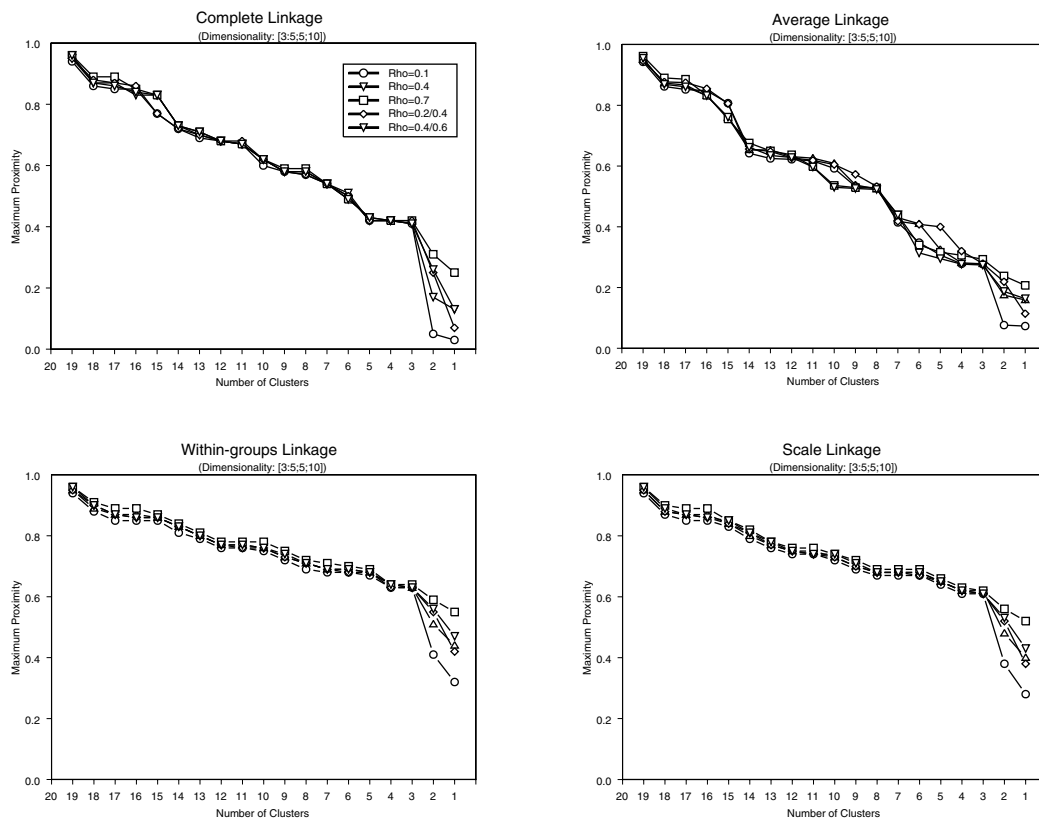 Complete Linkage
(Dimensionality: [3:5;5;10])
1.0
0.8
0.6
0.4
0.2
0.0
Maximum Proximity
Rho=0.1
Rho=0.4
Rho=0.7
Rho=0.2/0.4
Rho=0.4/0.6
20 19 18 17 16 15 14 13 12 11 10 9 8 7 6 5 4 3 2 1
Number of Clusters
Average Linkage
(Dimensionality: [3:5;5;10])
1.0
0.8
0.6
0.4
0.2
0.0
Maximum Proximity
20 19 18 17 16 15 14 13 12 11 10 9 8 7 6 5 4 3 2 1
Number of Clusters
Within-groups Linkage
(Dimensionality: [3:5;5;10])
1.0
0.8
0.6
0.4
0.2
0.0
Maximum Proximity
20 19 18 17 16 15 14 13 12 11 10 9 8 7 6 5 4 3 2 1
Number of Clusters
Scale Linkage
(Dimensionality: [3:5;5;10])
1.0
0.8
0.6
0.4
0.2
0.0
Maximum Proximity
20 19 18 17 16 15 14 13 12 11 10 9 8 7 6 5 4 3 2 1
Number of Clusters